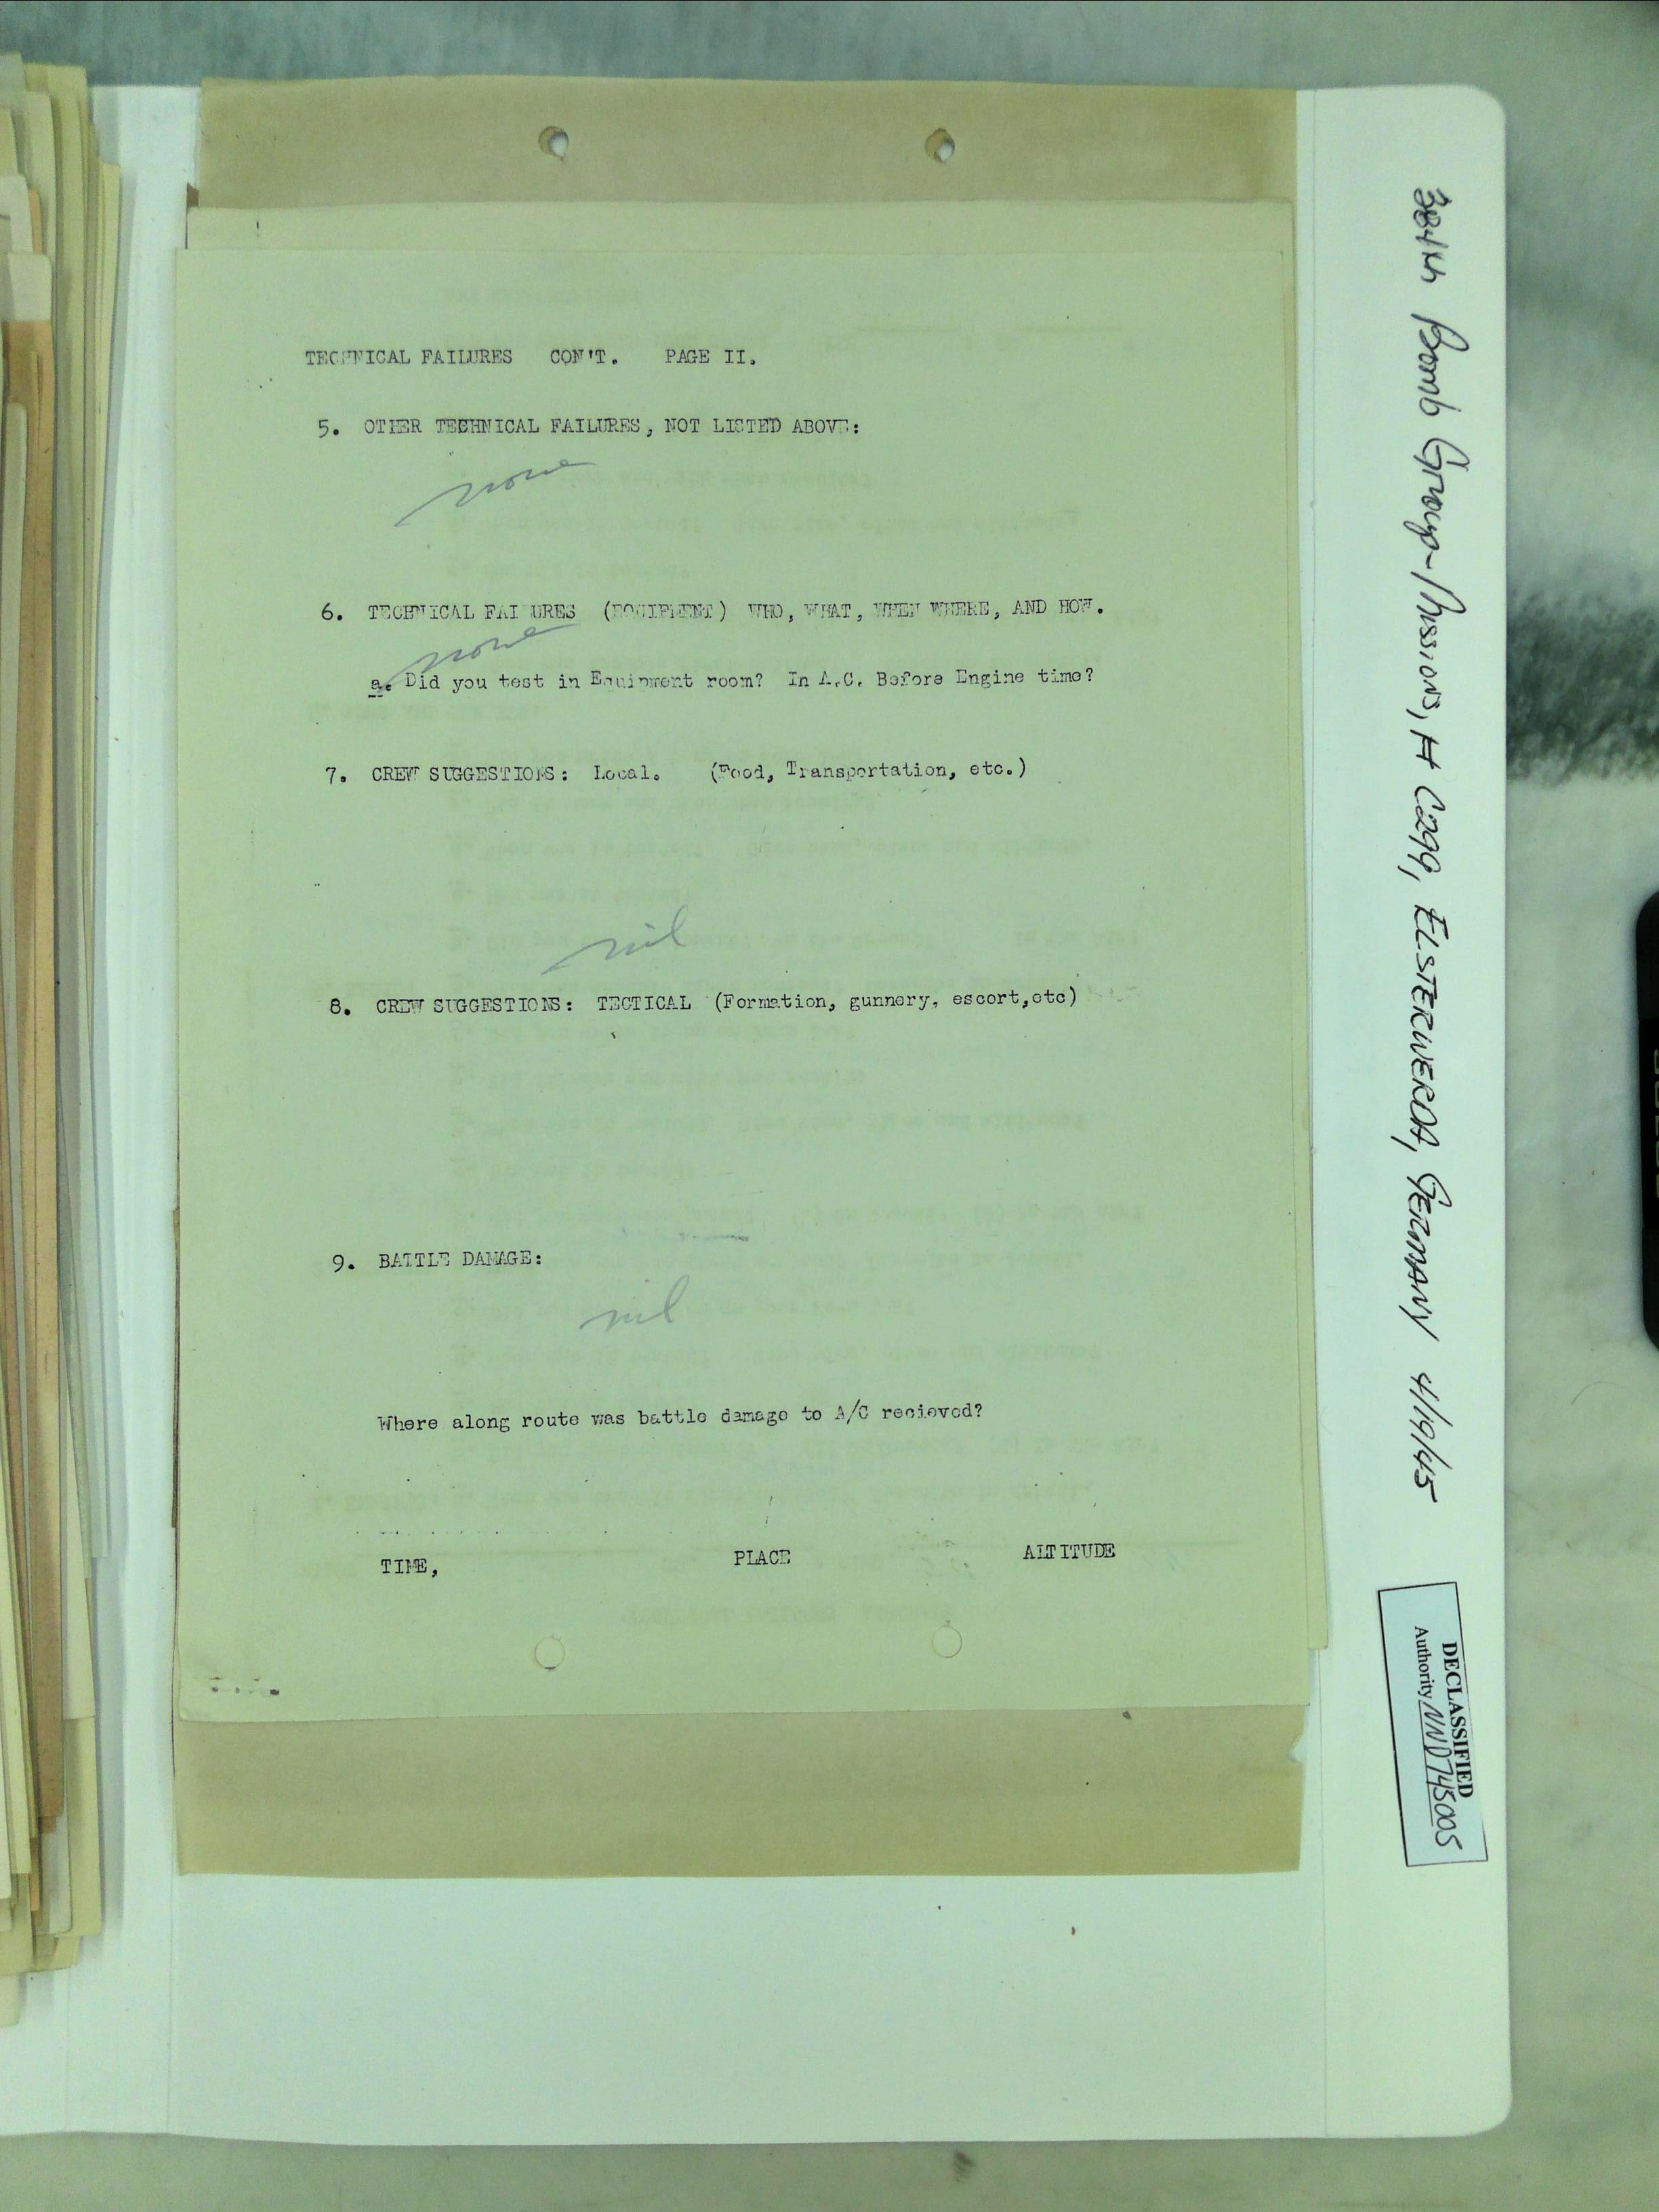 TECHNICAL FAILURES CON'T. PAGE II.
5. OTHER TECHNICAL FAILURES, NOT LISTED ABOVE:
none
6. TECHNICAL FAILURES (EQUIPMENT) WHO, WHAT, WHEN WHERE, AND HOW.
none
a. Did you test in Equipment room? In A.C. Before Engine time?
7. CREW SUGGESTIONS: Local. (Food, Transportation, etc.)
nil
8. CREW SUGGESTIONS: TECTICAL (Formation, gunnery, escort,etc)
9. BATTLE DAMAGE:
nil
Where along route was battle damage to A/C recieved?
TIME, PLACE ALTITUDE
384th Bomb Group-Missions, # C299, ELSTERWERDA, GERMANY 4/19/45
DECLASSIFIED
Authority NND745005